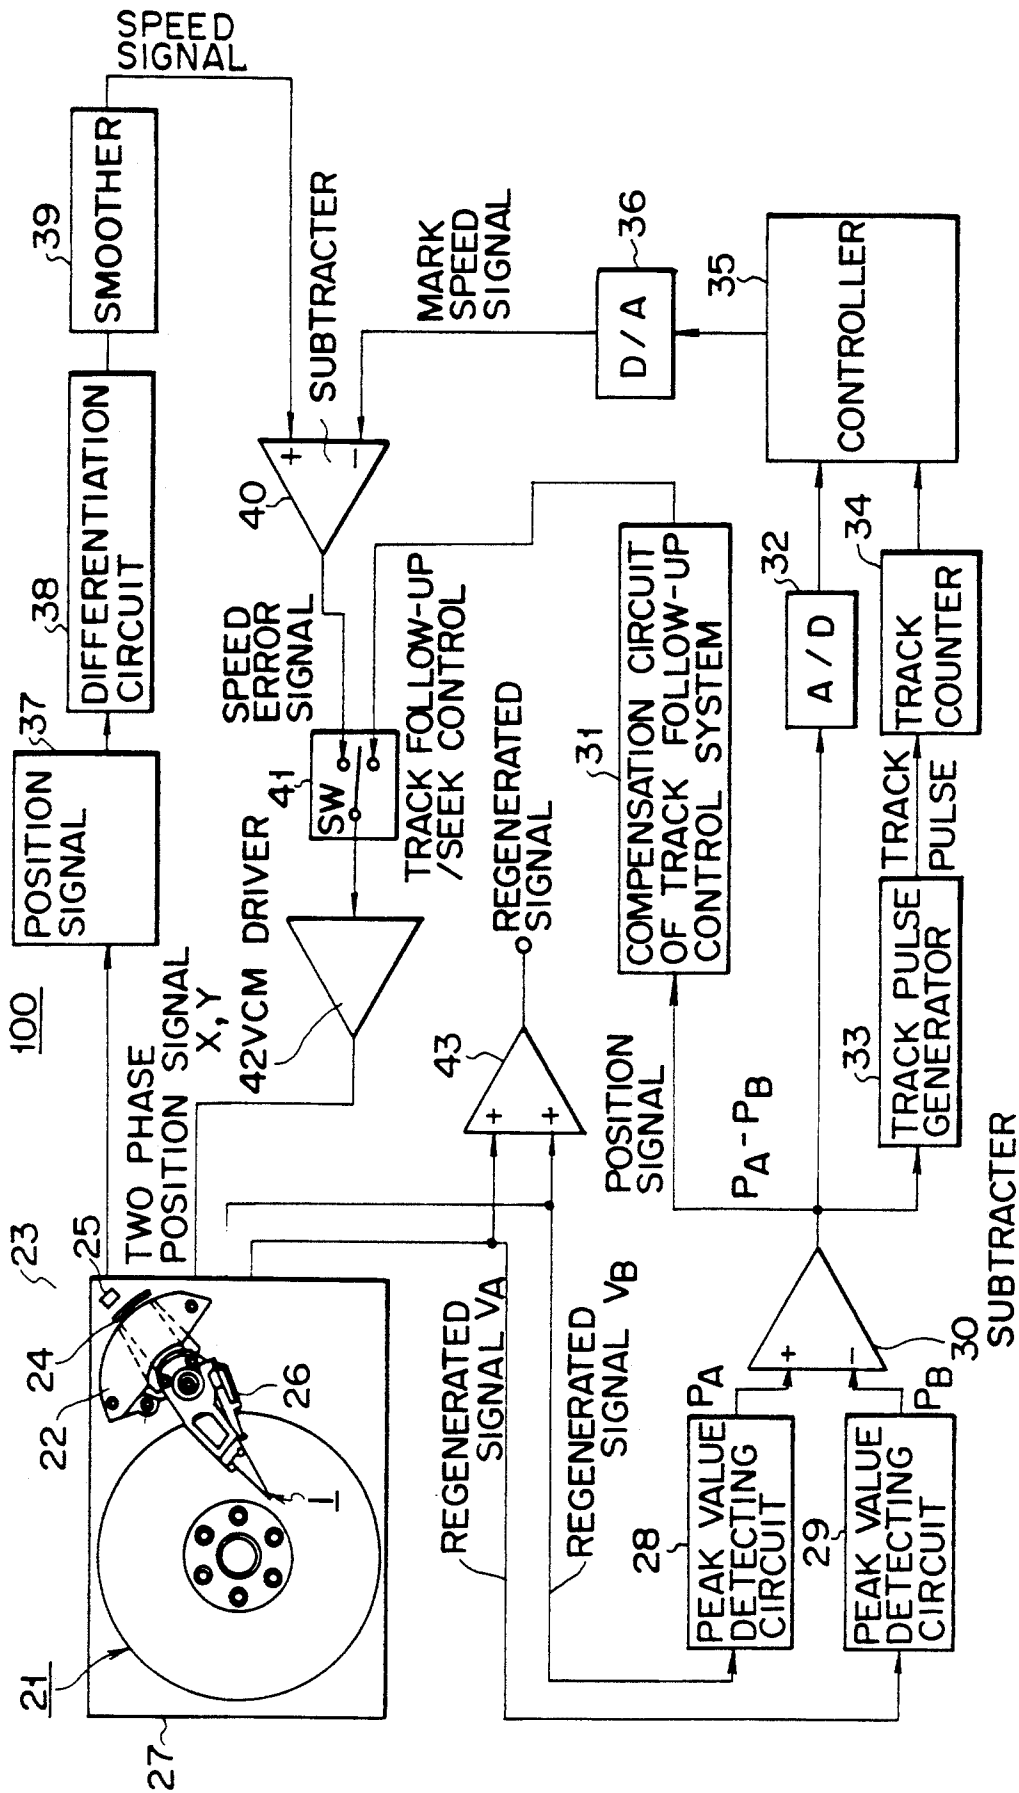 100
23
25
24
22
26
1
21
27
TWO PHASE
POSITION SIGNAL
X, Y
37
POSITION
SIGNAL
38
DIFFERENTIATION
CIRCUIT
39
SMOOTHER
SPEED
SIGNAL
40
+
−
SUBTRACTER
SPEED
ERROR
SIGNAL
41
SW
TRACK FOLLOW-UP
/SEEK CONTROL
42VCM DRIVER
MARK
SPEED
SIGNAL
36
D/A
35
CONTROLLER
43
+
+
REGENERATED
SIGNAL
31
COMPENSATION CIRCUIT
OF TRACK FOLLOW-UP
CONTROL SYSTEM
POSITION
SIGNAL
PA-PB
32
A/D
34
TRACK
COUNTER
TRACK
PULSE
33
TRACK PULSE
GENERATOR
REGENERATED
SIGNAL VA
REGENERATED
SIGNAL VB
28
PEAK VALUE
DETECTING
CIRCUIT
PA
29
PEAK VALUE
DETECTING
CIRCUIT
PB
+
−
30
SUBTRACTER